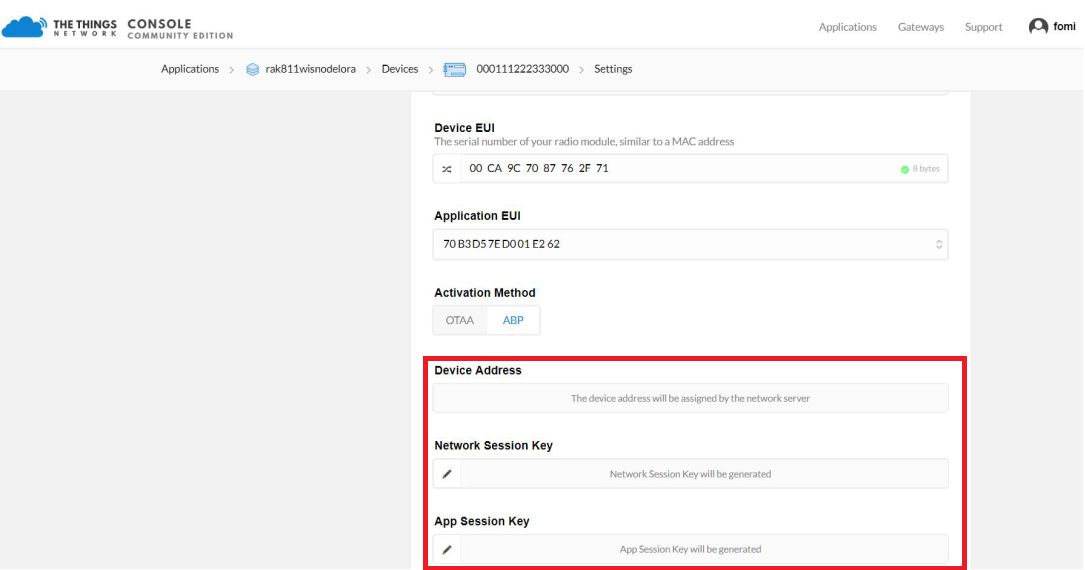 THE THINGS CONSOLE
NETWORK COMMUNITY EDITION
Applications Gateways Support fomi
Applications > rak811wisnodelora > Devices > 000111222333000 > Settings
Device EUI
The serial number of your radio module, similar to a MAC address
00 CA 9C 70 87 76 2F 71 8 bytes
Application EUI
70 B3 D5 7E D0 01 E2 62
Activation Method
OTAA ABP
Device Address
The device address will be assigned by the network server
Network Session Key
Network Session Key will be generated
App Session Key
App Session Key will be generated